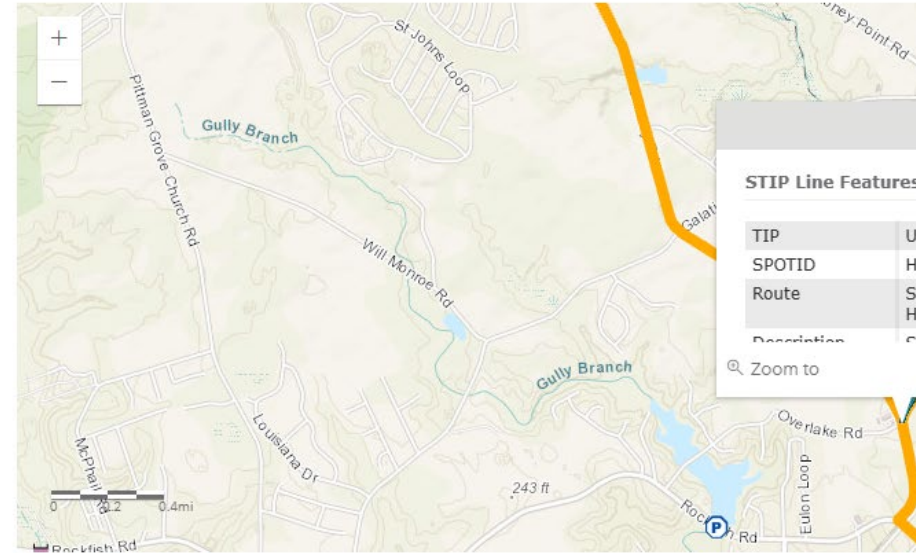 +
−
St Johns Loop
Pittman Grove Church Rd
Gully Branch
STIP Line Features
TIP
SPOTID
Route
Description
Zoom to
Will Monroe Rd
Gully Branch
Overlake Rd
Louisiana Dr
McPhail Rd
Eulon Loop
243 ft
0 0.2 0.4mi
P
Rockfish Rd